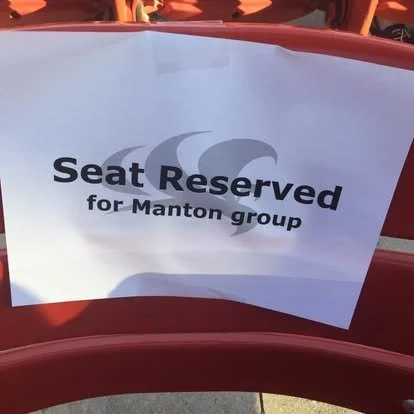 Seat Reserved
for Manton group